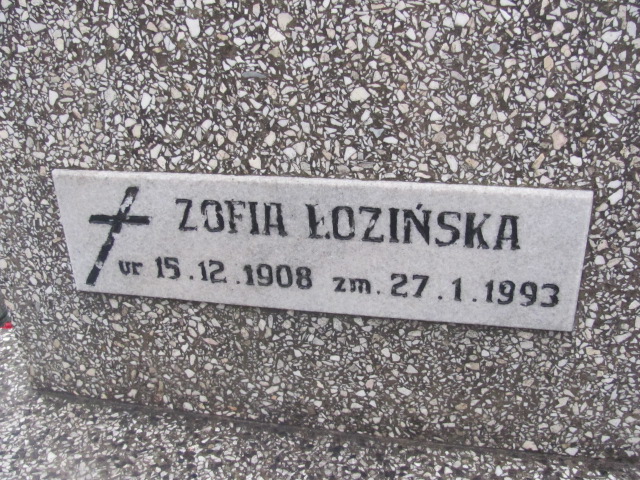 ZOFIA ŁOZIŃSKA
ur 15.12.1908 zm. 27.1.1993